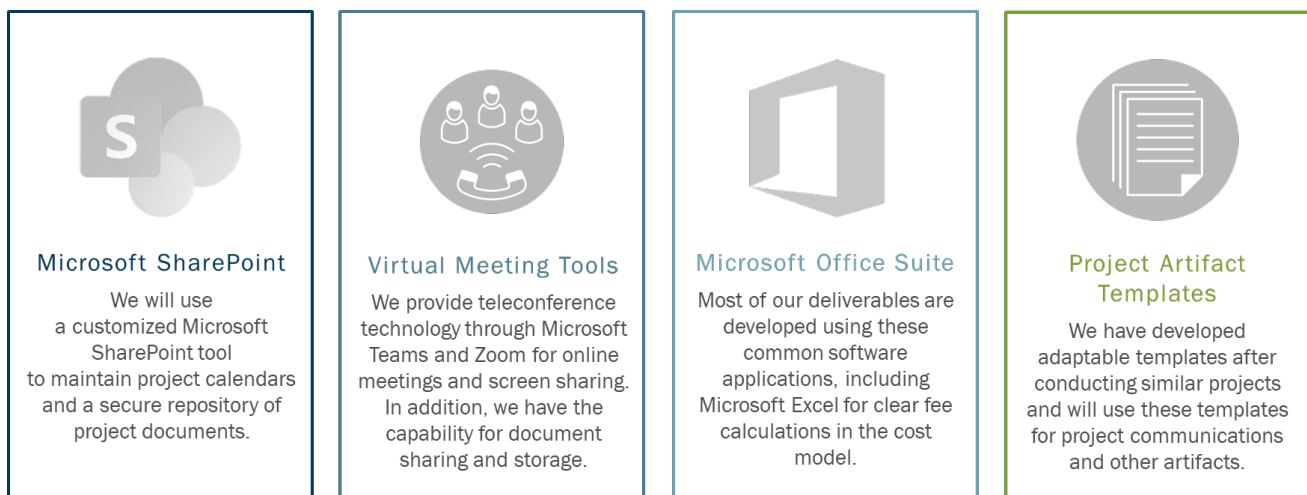 S
Microsoft SharePoint
We will use
a customized Microsoft
SharePoint tool
to maintain project calendars
and a secure repository of
project documents.
Virtual Meeting Tools
We provide teleconference
technology through Microsoft
Teams and Zoom for online
meetings and screen sharing.
In addition, we have the
capability for document
sharing and storage.
Microsoft Office Suite
Most of our deliverables are
developed using these
common software
applications, including
Microsoft Excel for clear fee
calculations in the cost
model.
Project Artifact
Templates
We have developed
adaptable templates after
conducting similar projects
and will use these templates
for project communications
and other artifacts.